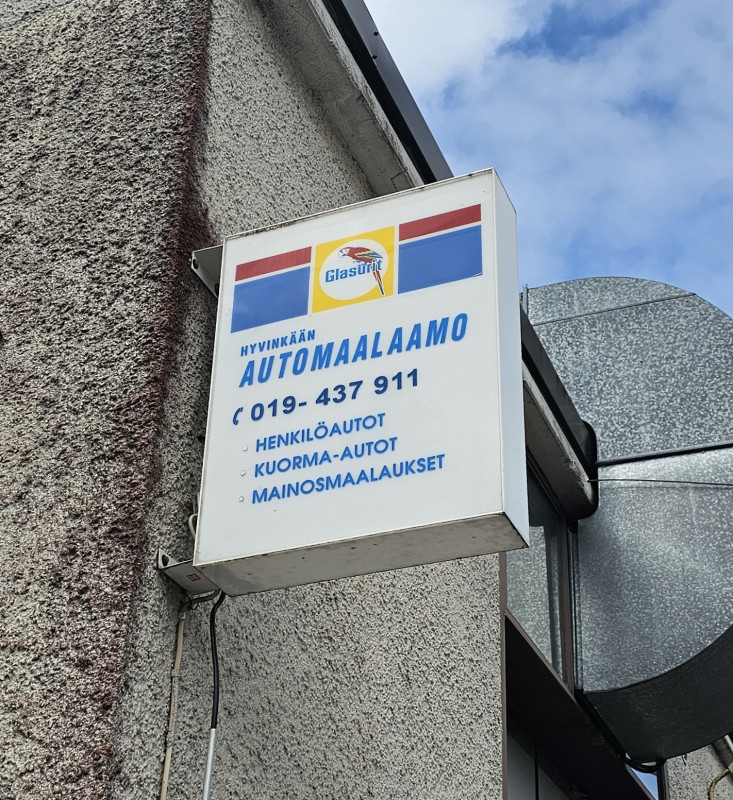 Glasurit
HYVINKÄÄN
AUTOMAALAAMO
019- 437 911
HENKILÖAUTOT
KUORMA-AUTOT
MAINOSMAALAUKSET